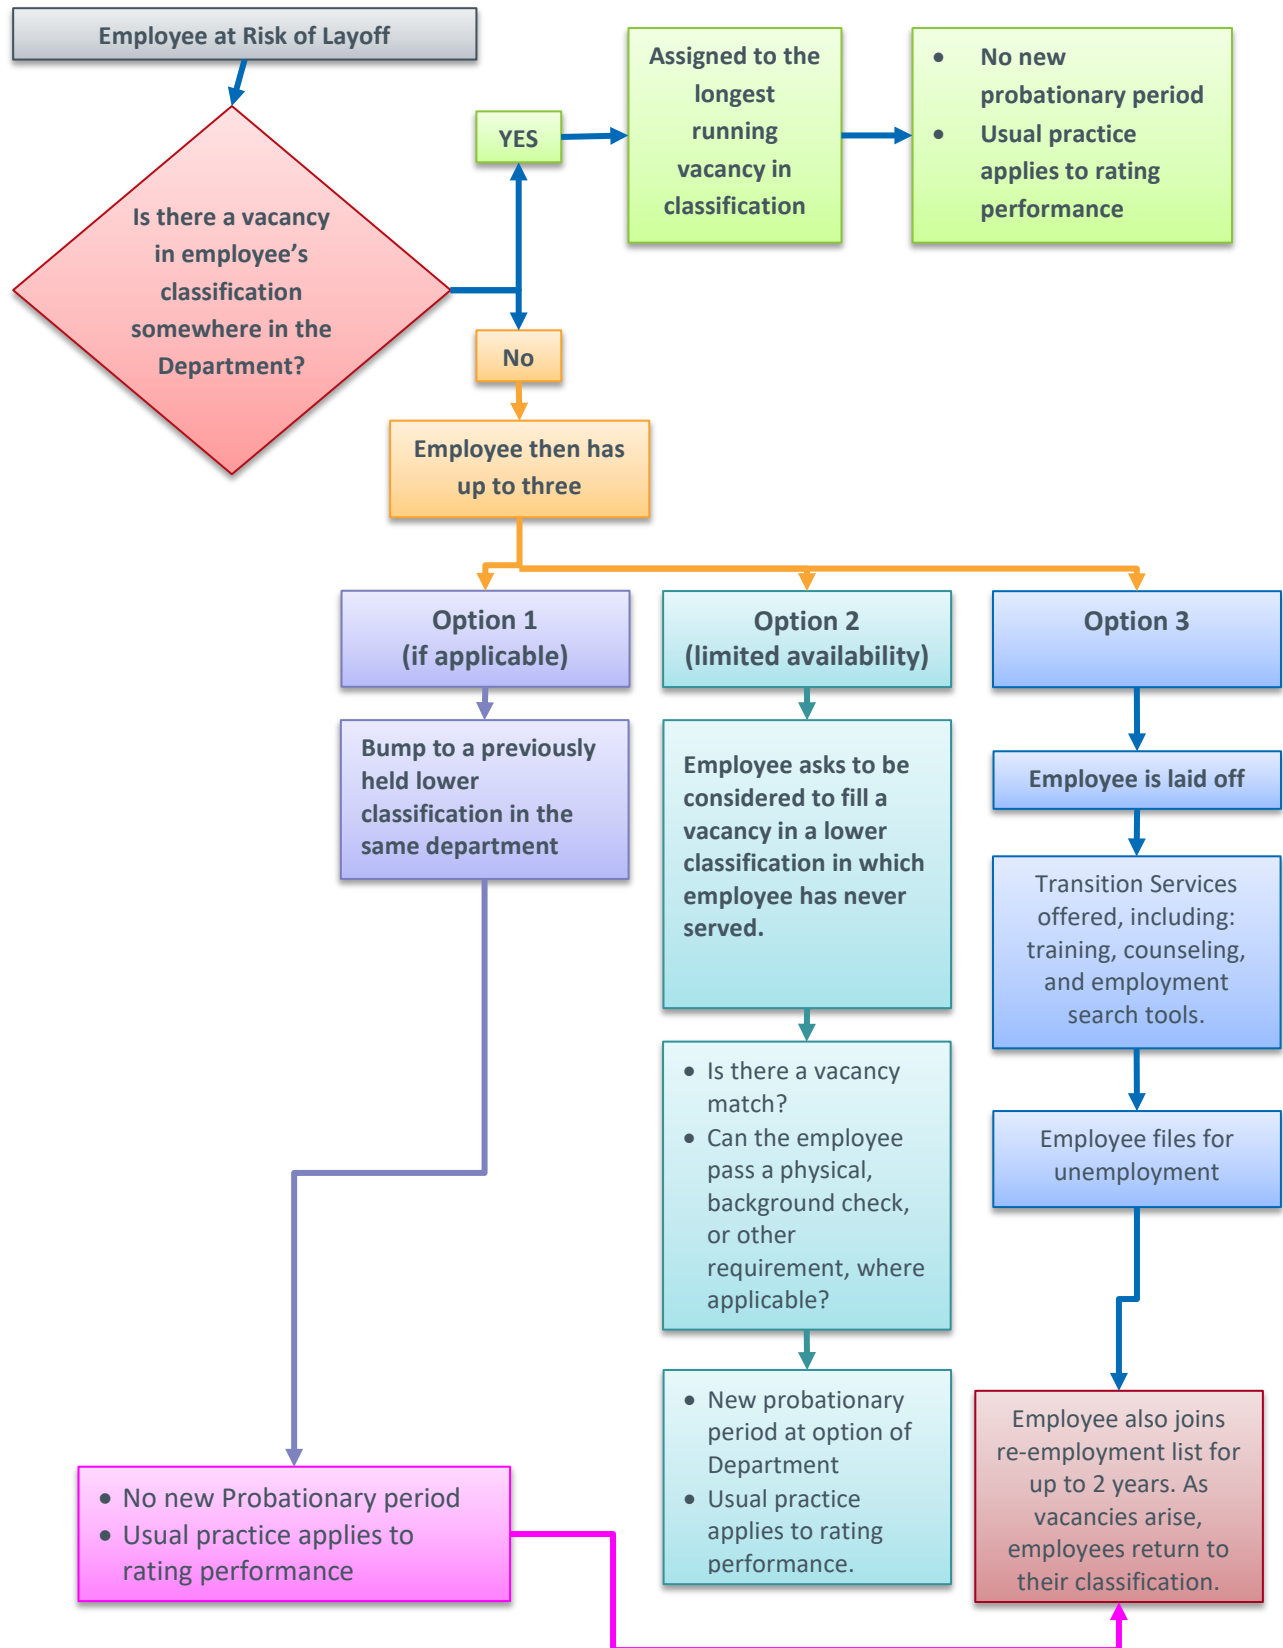 Employee at Risk of Layoff
Is there a vacancy
in employee’s
classification
somewhere in the
Department?
YES
Assigned to the
longest
running
vacancy in
classification
• No new
probationary period
• Usual practice
applies to rating
performance
No
Employee then has
up to three
Option 1
(if applicable)
Bump to a previously
held lower
classification in the
same department
• No new Probationary period
• Usual practice applies to
rating performance
Option 2
(limited availability)
Employee asks to be
considered to fill a
vacancy in a lower
classification in which
employee has never
served.
• Is there a vacancy
match?
• Can the employee
pass a physical,
background check,
or other
requirement, where
applicable?
• New probationary
period at option of
Department
• Usual practice
applies to rating
performance.
Option 3
Employee is laid off
Transition Services
offered, including:
training, counseling,
and employment
search tools.
Employee files for
unemployment
Employee also joins
re-employment list for
up to 2 years. As
vacancies arise,
employees return to
their classification.